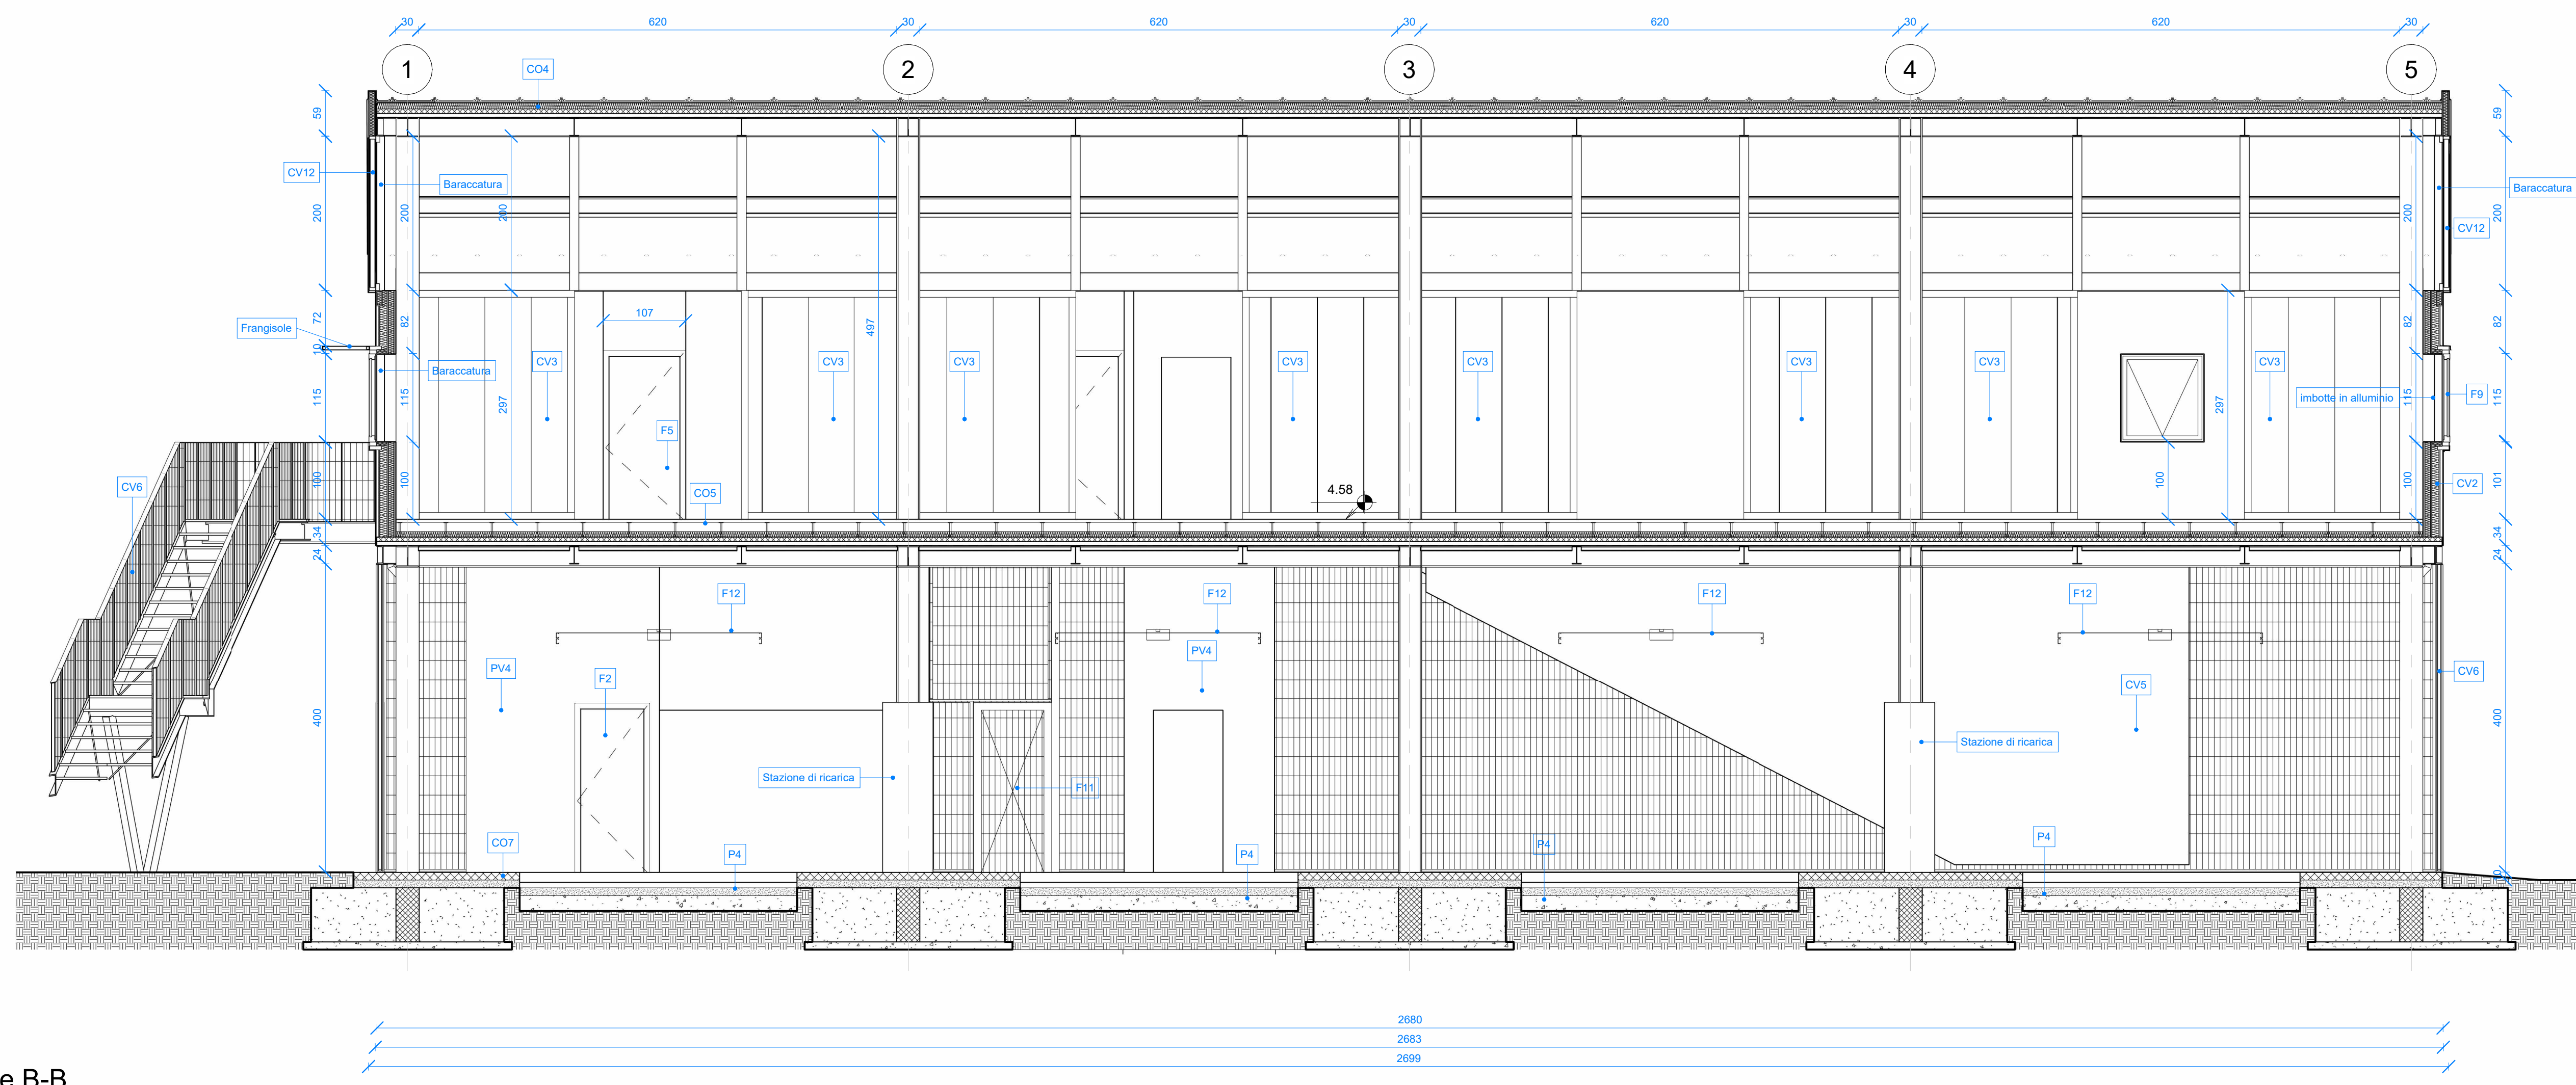 30 620 30 620 30 620 30 620 30
1 2 3 4 5
CO4
59
59
CV12
Baraccatura
Baraccatura
200
200
200
497
200
200
CV12
Frangisole
72
10
82
107
82
82
Baraccatura
CV3
CV3
CV3
CV3
CV3
CV3
CV3
CV3
115
115
297
F5
297
imbotte in alluminio
115
F9
115
CV6
100
100
CO5
4.58
100
100
CV2
101
34
24
34
24
F12
F12
F12
F12
PV4
F2
PV4
CV5
CV6
400
Stazione di ricarica
F11
Stazione di ricarica
400
CO7
P4
P4
P4
P4
2680
2683
2699
e B-B